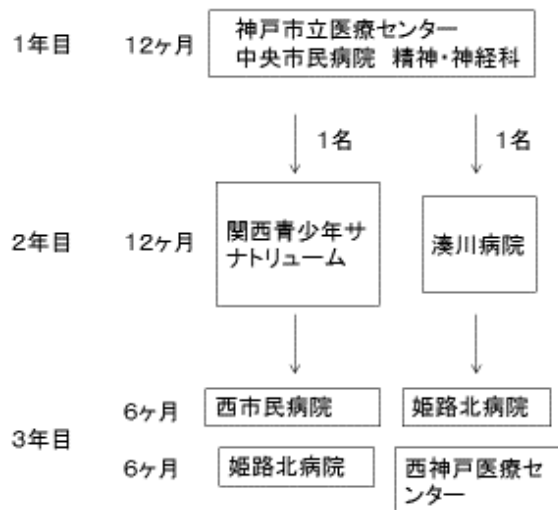 1年目
12ヶ月
神戸市立医療センター
中央市民病院 精神・神経科
1名
1名
2年目
12ヶ月
関西青少年サ
ナトリューム
湊川病院
3年目
6ヶ月
西市民病院
姫路北病院
6ヶ月
姫路北病院
西神戸医療セ
ンター